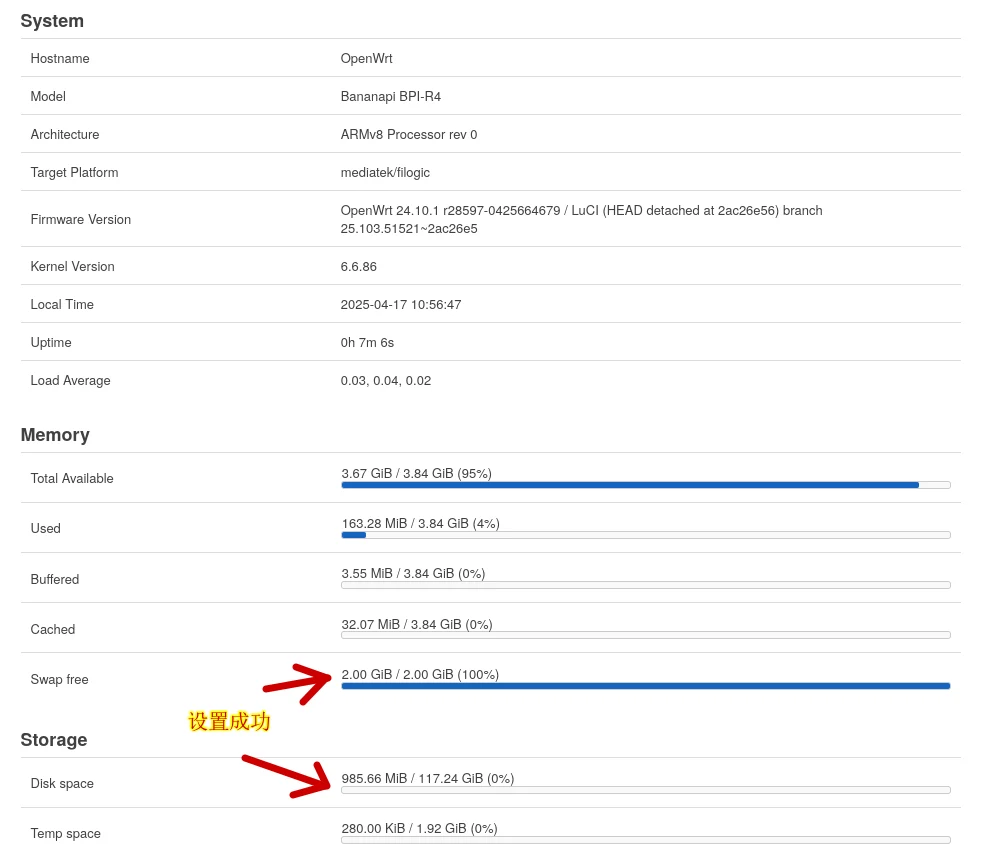 System
Hostname OpenWrt
Model Bananapi BPI-R4
Architecture ARMv8 Processor rev 0
Target Platform mediatek/filogic
Firmware Version OpenWrt 24.10.1 r28597-0425664679 / LuCI (HEAD detached at 2ac26e56) branch
25.103.51521~2ac26e5
Kernel Version 6.6.86
Local Time 2025-04-17 10:56:47
Uptime 0h 7m 6s
Load Average 0.03, 0.04, 0.02
Memory
Total Available 3.67 GiB / 3.84 GiB (95%)
Used 163.28 MiB / 3.84 GiB (4%)
Buffered 3.55 MiB / 3.84 GiB (0%)
Cached 32.07 MiB / 3.84 GiB (0%)
Swap free 2.00 GiB / 2.00 GiB (100%)
设置成功
Storage
Disk space 985.66 MiB / 117.24 GiB (0%)
Temp space 280.00 KiB / 1.92 GiB (0%)